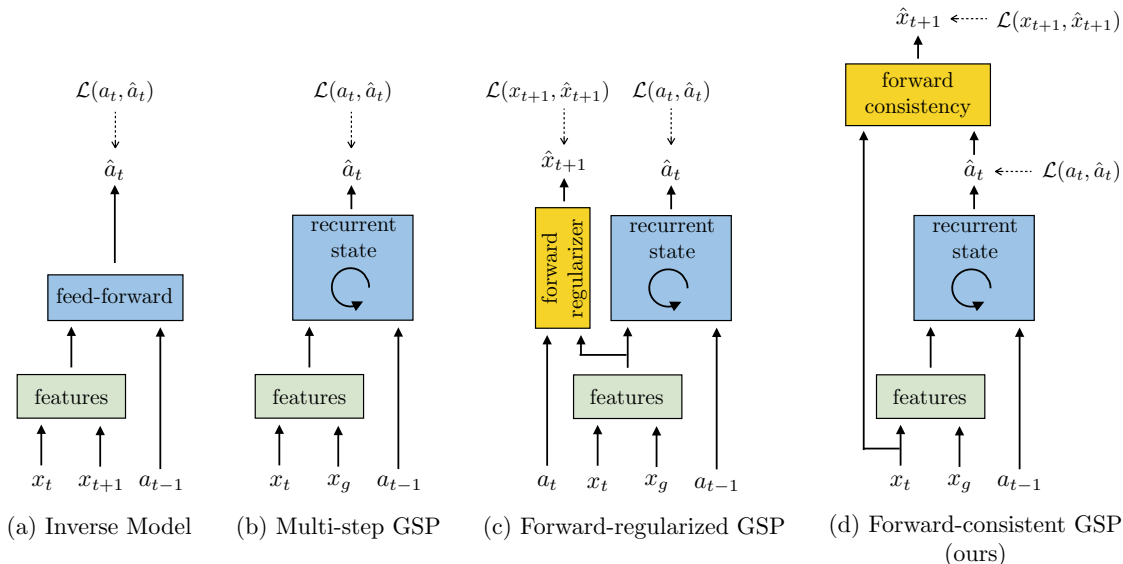 L(a_t, â_t)
â_t
feed-forward
features
x_t x_{t+1} a_{t−1}
(a) Inverse Model
L(a_t, â_t)
â_t
recurrent
state
features
x_t x_g a_{t−1}
(b) Multi-step GSP
L(x_{t+1}, x̂_{t+1}) L(a_t, â_t)
x̂_{t+1}
â_t
forward
regularizer
recurrent
state
features
a_t x_t x_g a_{t−1}
(c) Forward-regularized GSP
x̂_{t+1} L(x_{t+1}, x̂_{t+1})
forward
consistency
â_t L(a_t, â_t)
recurrent
state
features
x_t x_g a_{t−1}
(d) Forward-consistent GSP
(ours)